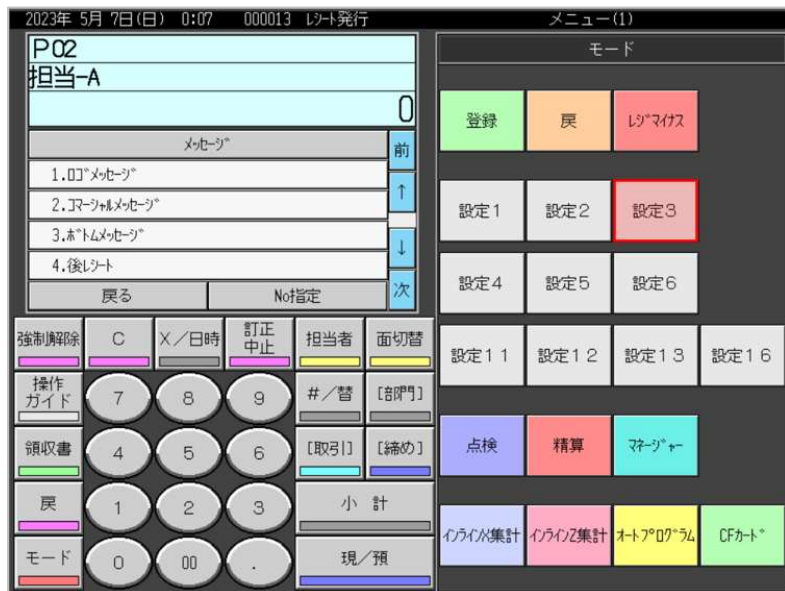 2023年 5月 7日(日) 0:07 000013 ﾚｼｰﾄ発行 メニュー(1)
P02
担当-A
0
ﾒｯｾｰｼﾞ
前
1.ﾛｺﾞﾒｯｾｰｼﾞ
2.ｺﾏｰｼｬﾙﾒｯｾｰｼﾞ
↑
3.ﾎﾞﾄﾑﾒｯｾｰｼﾞ
↓
4.後ﾚｼｰﾄ
戻る No指定 次
強制解除 C X/日時 訂正中止 担当者 面切替
操作ガイド 7 8 9 #/替 [部門]
領収書 4 5 6 [取引] [締め]
戻 1 2 3 小 計
モード 0 00 . 現/預
モード
登録 戻 ﾚｼﾞﾏｲﾅｽ
設定1 設定2 設定3
設定4 設定5 設定6
設定11 設定12 設定13 設定16
点検 精算 ﾏﾈｰｼﾞｬｰ
ｲﾝﾗｲﾝX集計 ｲﾝﾗｲﾝZ集計 ｵｰﾄﾌﾟﾛｸﾞﾗﾑ CFｶｰﾄﾞ